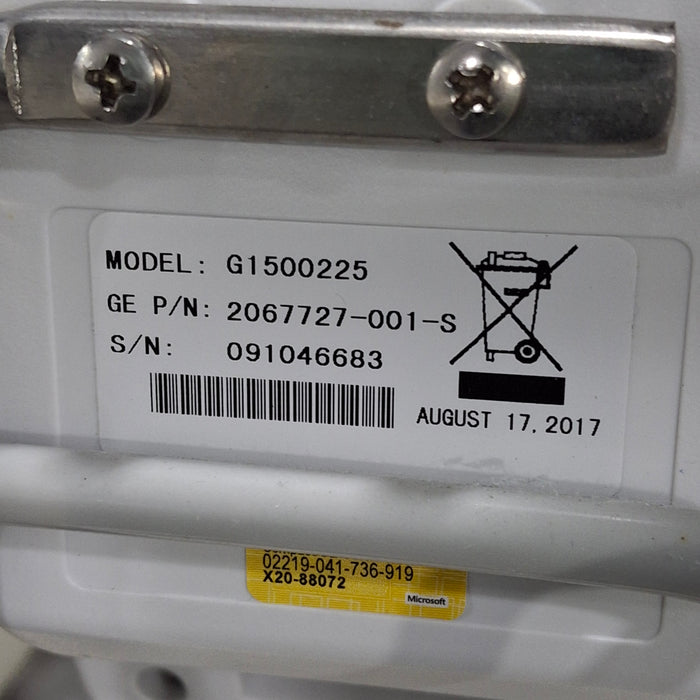 MODEL: G1500225
GE P/N: 2067727-001-S
S/N: 091046683
AUGUST 17, 2017
02219-041-736-919
X20-88072
Microsoft